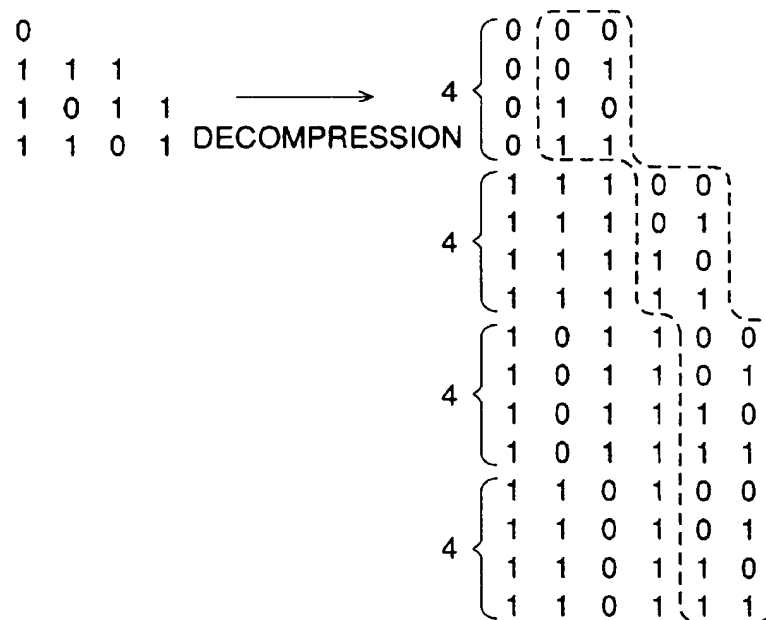 0
1 1 1
1 0 1 1
1 1 0 1
DECOMPRESSION
4
0 0 0
0 0 1
0 1 0
0 1 1
4
1 1 1 0 0
1 1 1 0 1
1 1 1 1 0
1 1 1 1 1
4
1 0 1 1 0 0
1 0 1 1 0 1
1 0 1 1 1 0
1 0 1 1 1 1
4
1 1 0 1 0 0
1 1 0 1 0 1
1 1 0 1 1 0
1 1 0 1 1 1